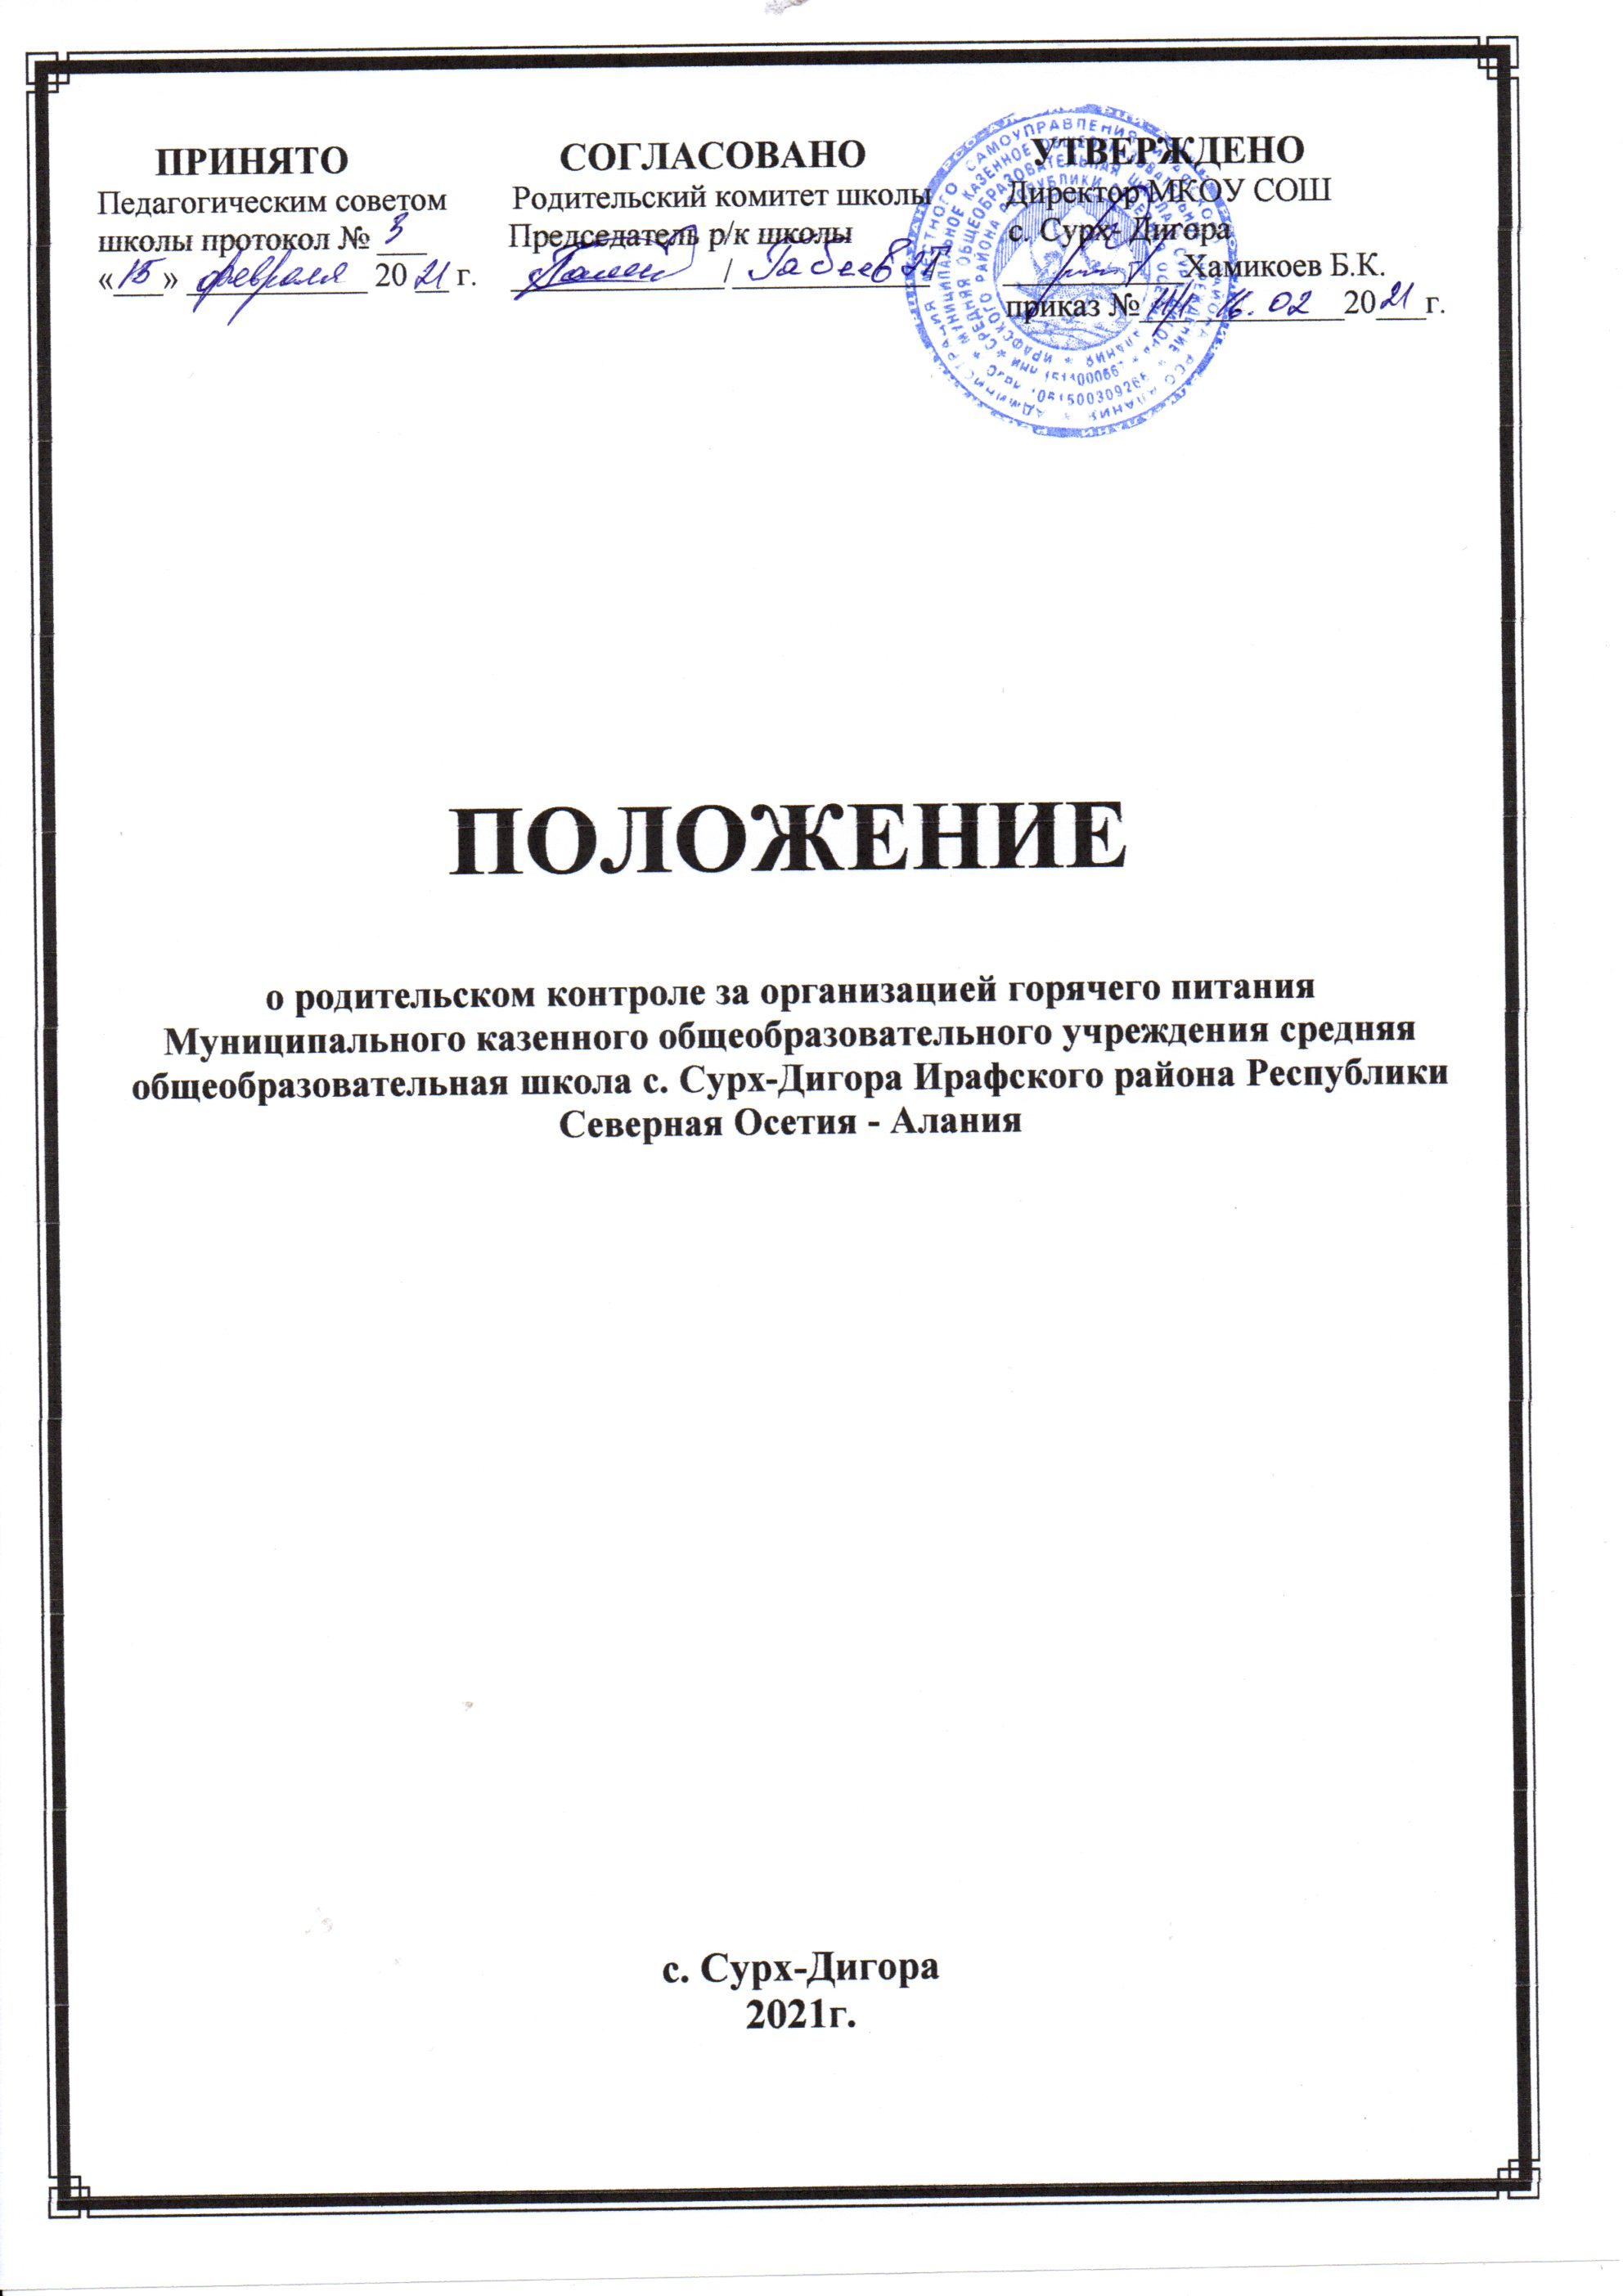 ПРИНЯТО
Педагогическим советом
школы протокол № 3
«15» февраля 20 21 г.
СОГЛАСОВАНО
Родительский комитет школы
Председатель р/к школы
/ Габеев
УТВЕРЖДЕНО
Директор МКОУ СОШ
с. Сурх- Дигора
Хамикоев Б.К.
приказ № 16.02 2021г.
ПОЛОЖЕНИЕ
о родительском контроле за организацией горячего питания
Муниципального казенного общеобразовательного учреждения средняя
общеобразовательная школа с. Сурх-Дигора Ирафского района Республики
Северная Осетия - Алания
с. Сурх-Дигора
2021г.